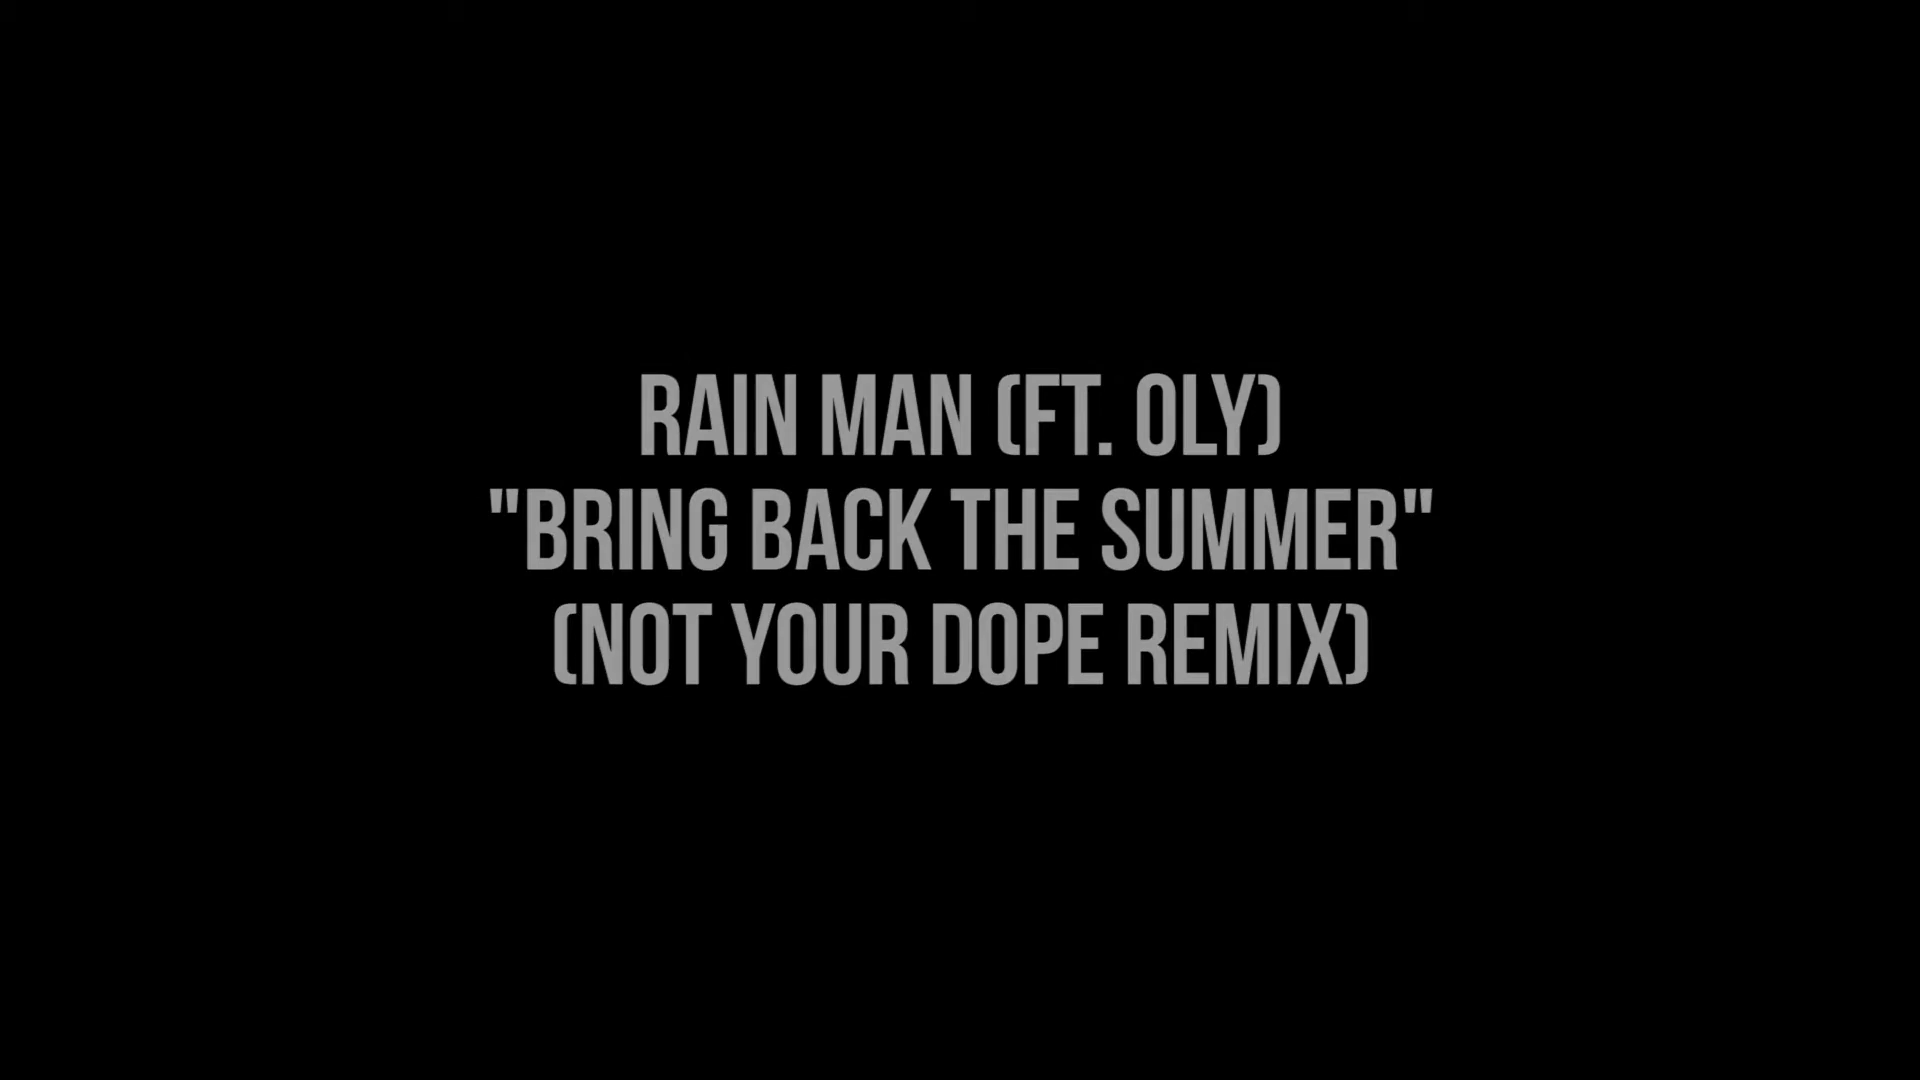 RAIN MAN (FT. OLY)
"BRING BACK THE SUMMER"
(NOT YOUR DOPE REMIX)